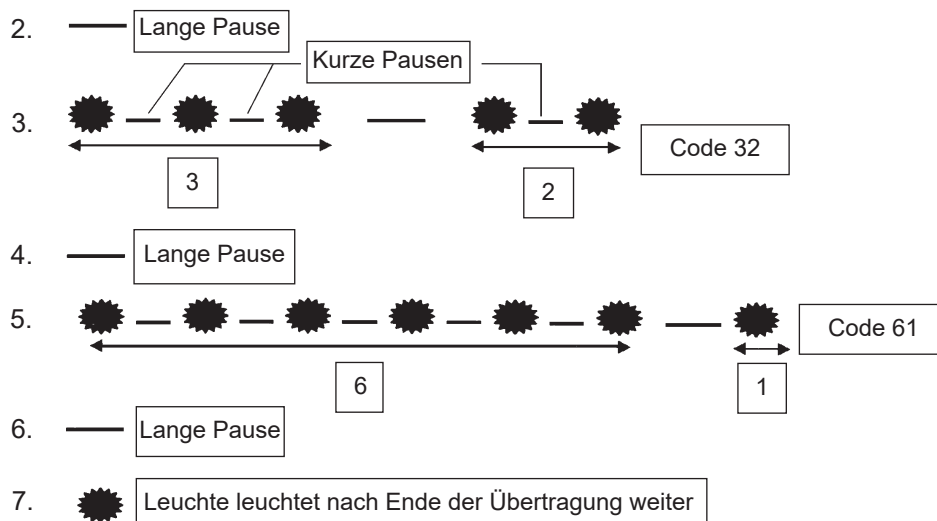 2. Lange Pause
Kurze Pausen
3. Code 32
3 2
4. Lange Pause
5. Code 61
6 1
6. Lange Pause
7. Leuchte leuchtet nach Ende der Übertragung weiter